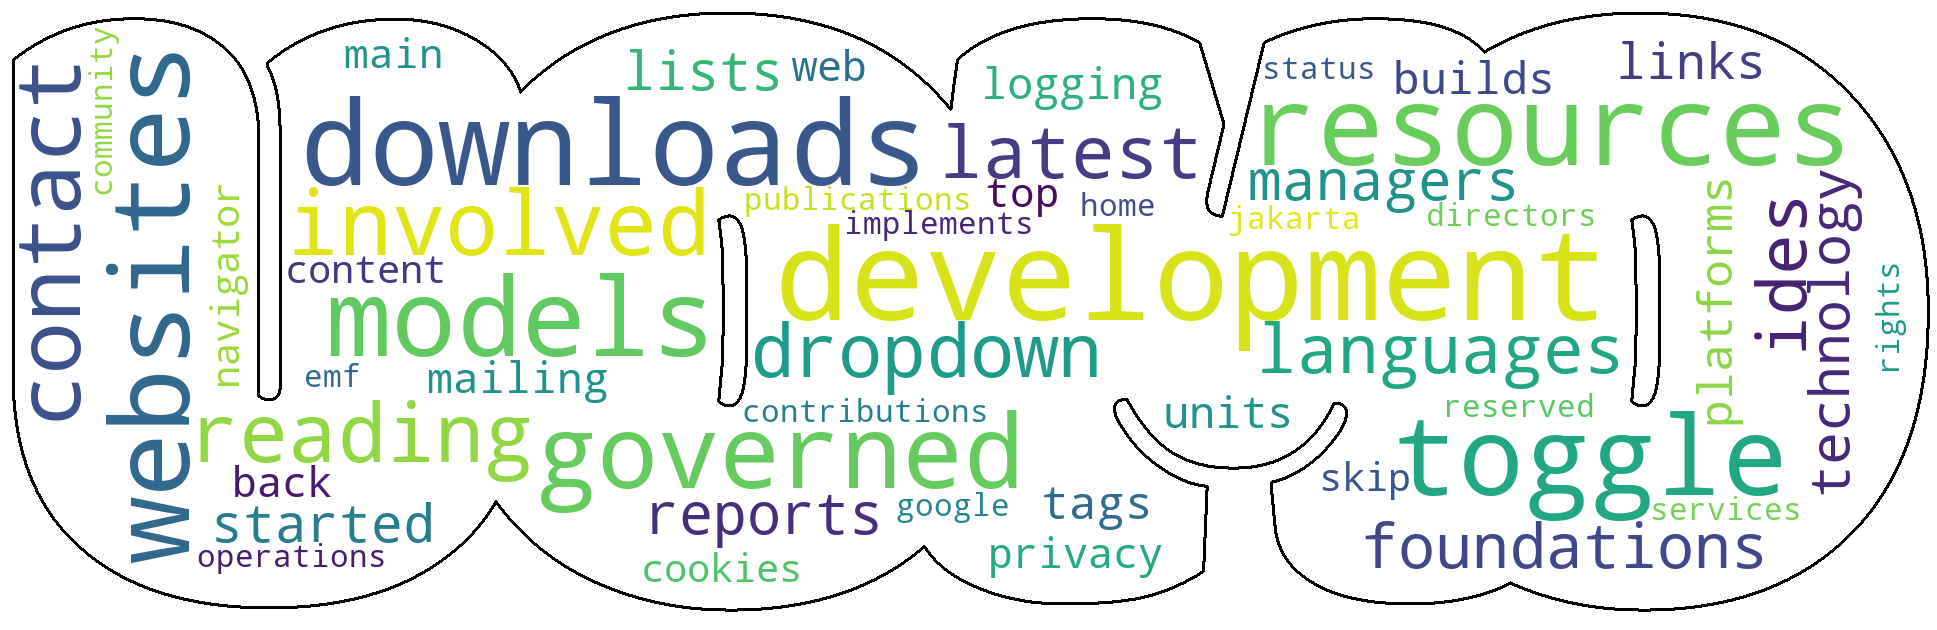 contact
community
websites
navigator
main
lists
web
logging
status
builds
links
downloads
latest
resources
involved
publications
top
home
managers
implements
jakarta
directors
content
models
development
platforms
ides
technology
rights
emf
mailing
dropdown
languages
reading
contributions
governed
units
reserved
toggle
back
started
operations
reports
google
tags
skip
services
cookies
privacy
foundations